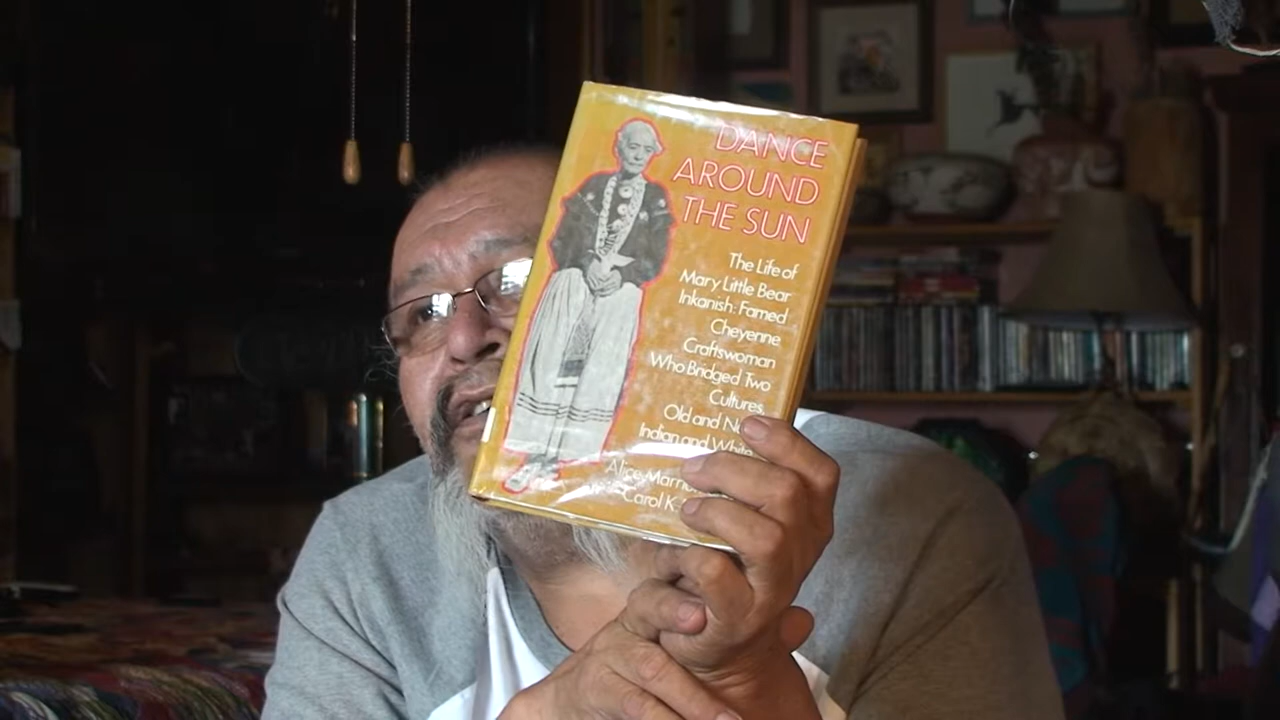 DANCE
AROUND
THE SUN
The Life of
Mary Little Bear
Inkanish: Famed
Cheyenne
Craftswoman
Who Bridged Two
Cultures,
Old and
Indian and White
Alice
Carol K.